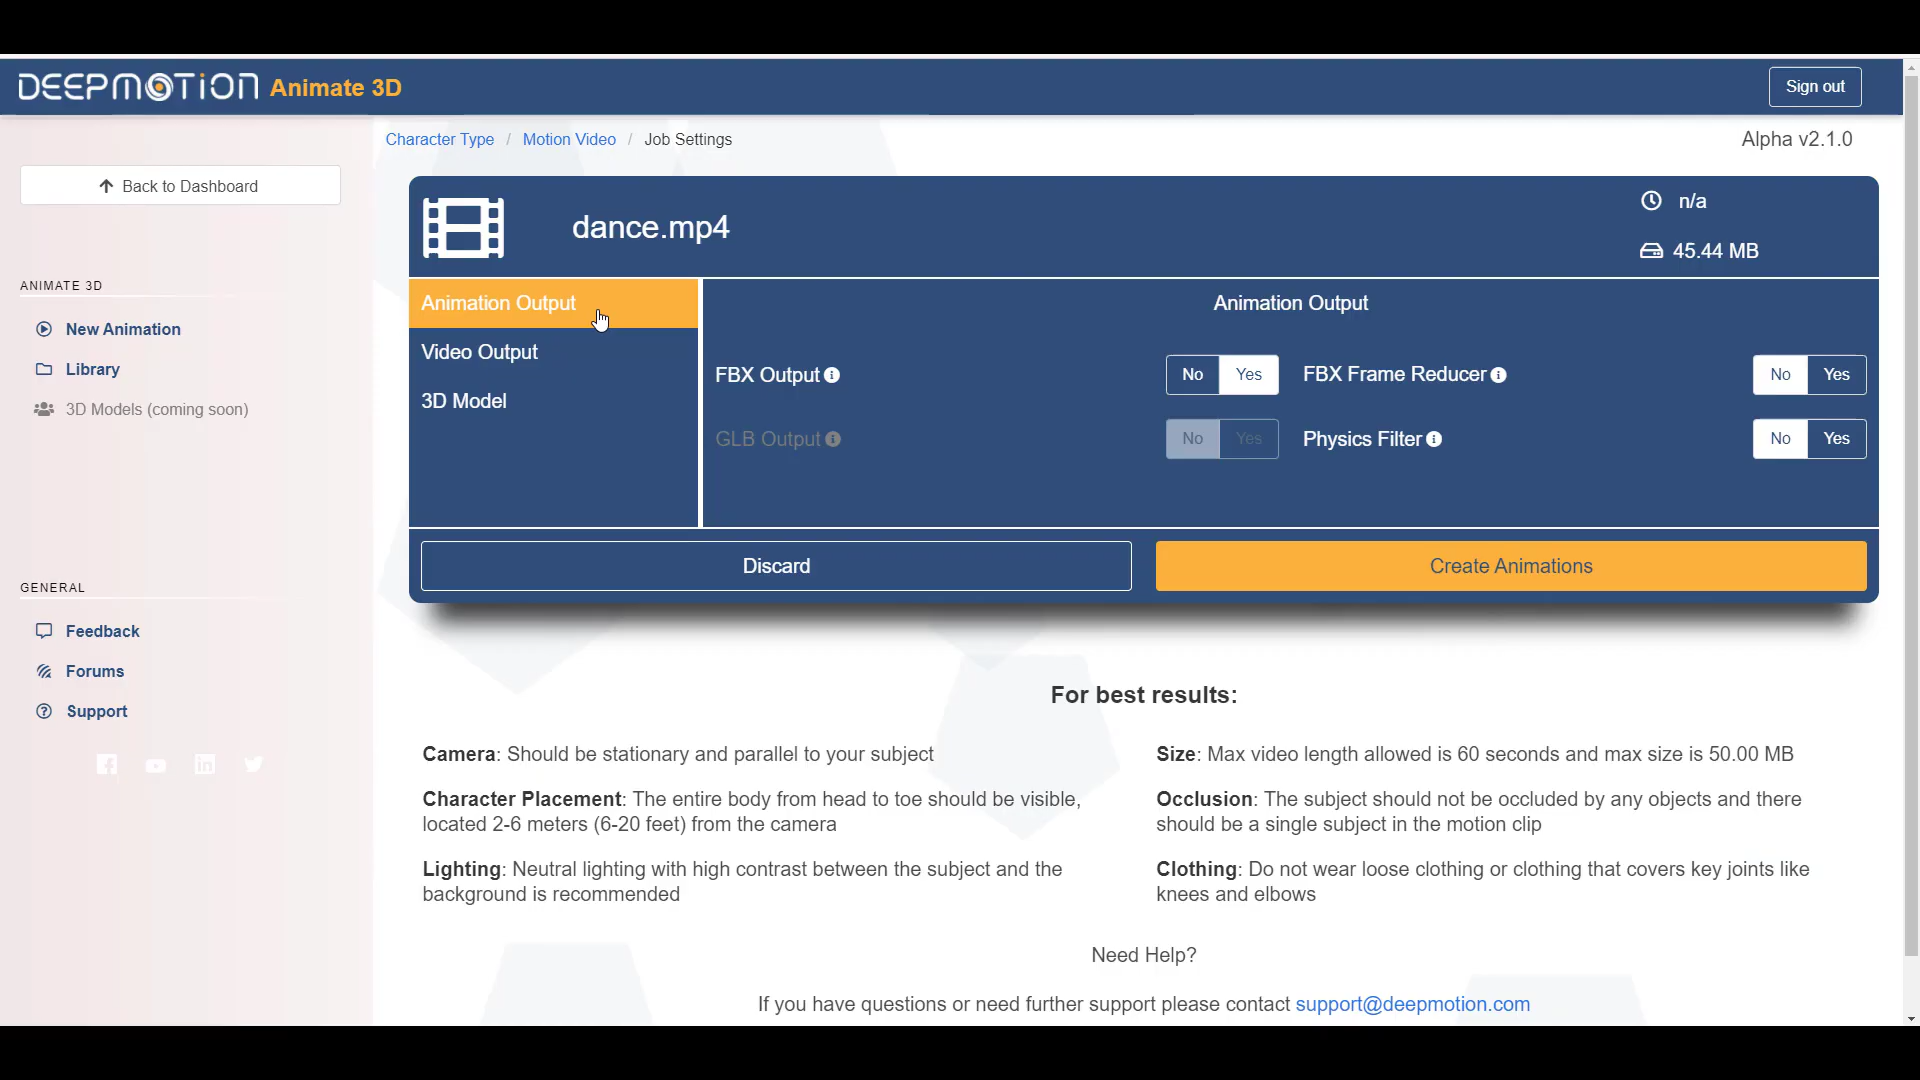 DEEPMOTION Animate 3D
Sign out
Character Type / Motion Video / Job Settings
Alpha v2.1.0
Back to Dashboard
ANIMATE 3D
New Animation
Library
3D Models (coming soon)
GENERAL
Feedback
Forums
Support
dance.mp4
n/a
45.44 MB
Animation Output
Video Output
3D Model
Animation Output
FBX Output No Yes FBX Frame Reducer No Yes
GLB Output No Yes Physics Filter No Yes
Discard
Create Animations
For best results:
Camera: Should be stationary and parallel to your subject
Character Placement: The entire body from head to toe should be visible,
located 2-6 meters (6-20 feet) from the camera
Lighting: Neutral lighting with high contrast between the subject and the
background is recommended
Size: Max video length allowed is 60 seconds and max size is 50.00 MB
Occlusion: The subject should not be occluded by any objects and there
should be a single subject in the motion clip
Clothing: Do not wear loose clothing or clothing that covers key joints like
knees and elbows
Need Help?
If you have questions or need further support please contact support@deepmotion.com